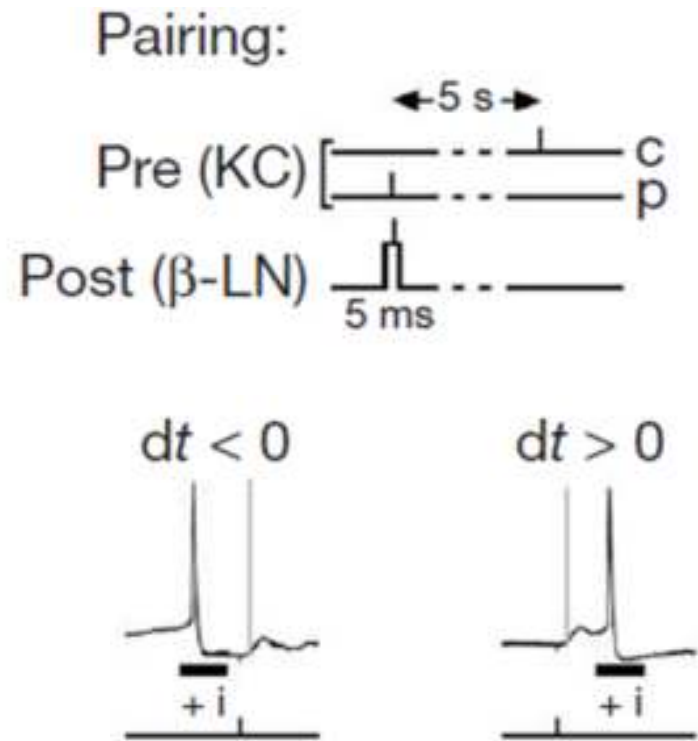 Pairing:
5 s
Pre (KC)
c
p
Post (β-LN)
5 ms
dt < 0
dt > 0
+ i
+ i